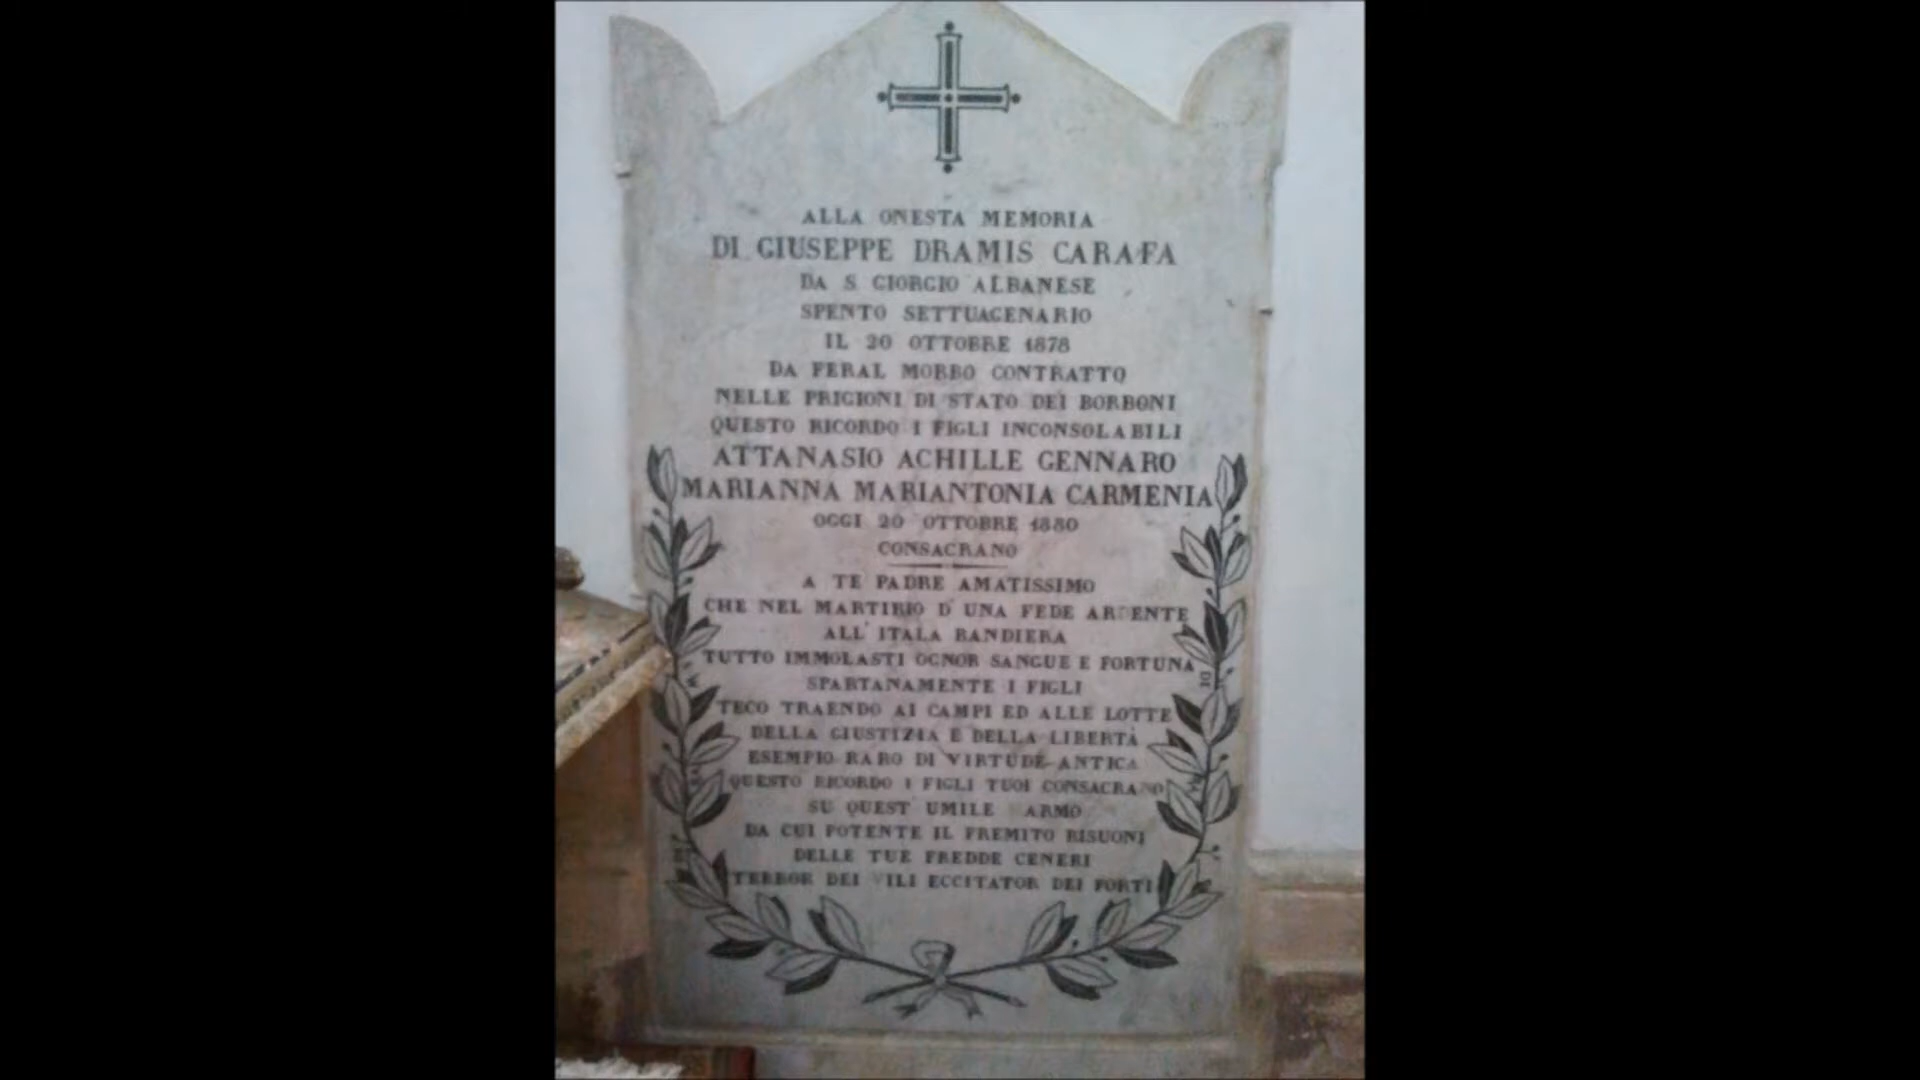 ALLA ONESTA MEMORIA
DI GIUSEPPE DRAMIS CARAFA
DA S. GIORGIO ALBANESE
SPENTO SETTUAGENARIO
IL 20 OTTOBRE 1878
DA FERAL MORBO CONTRATTO
NELLE PRIGIONI DI STATO DEI BORBONI
QUESTO RICORDO I FIGLI INCONSOLABILI
ATTANASIO ACHILLE GENNARO
MARIANNA MARIANTONIA CARMENIA
OGGI 20 OTTOBRE 1880
CONSACRANO
A TE PADRE AMATISSIMO
CHE NEL MARTIRIO D'UNA FEDE ARDENTE
ALL'ITALA BANDIERA
TUTTO IMMOLASTI OGNOR SANGUE E FORTUNA
SPARTANAMENTE I FIGLI
TECO TRAENDO AI CAMPI ED ALLE LOTTE
DELLA GIUSTIZIA E DELLA LIBERTÀ
ESEMPIO RARO DI VIRTUDE ANTICA
QUESTO RICORDO I FIGLI TUOI CONSACRANO
SU QUEST'UMILE ARMO
DA CUI POTENTE IL FREMITO RISUONI
DELLE TUE FREDDE CENERI
TERROR DEI VILI ECCITATOR DEI FORTI